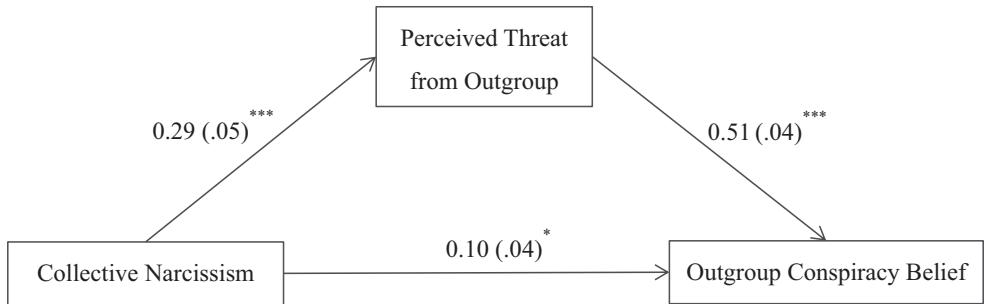 Perceived Threat
from Outgroup
0.29 (.05)***
0.51 (.04)***
0.10 (.04)*
Collective Narcissism
Outgroup Conspiracy Belief